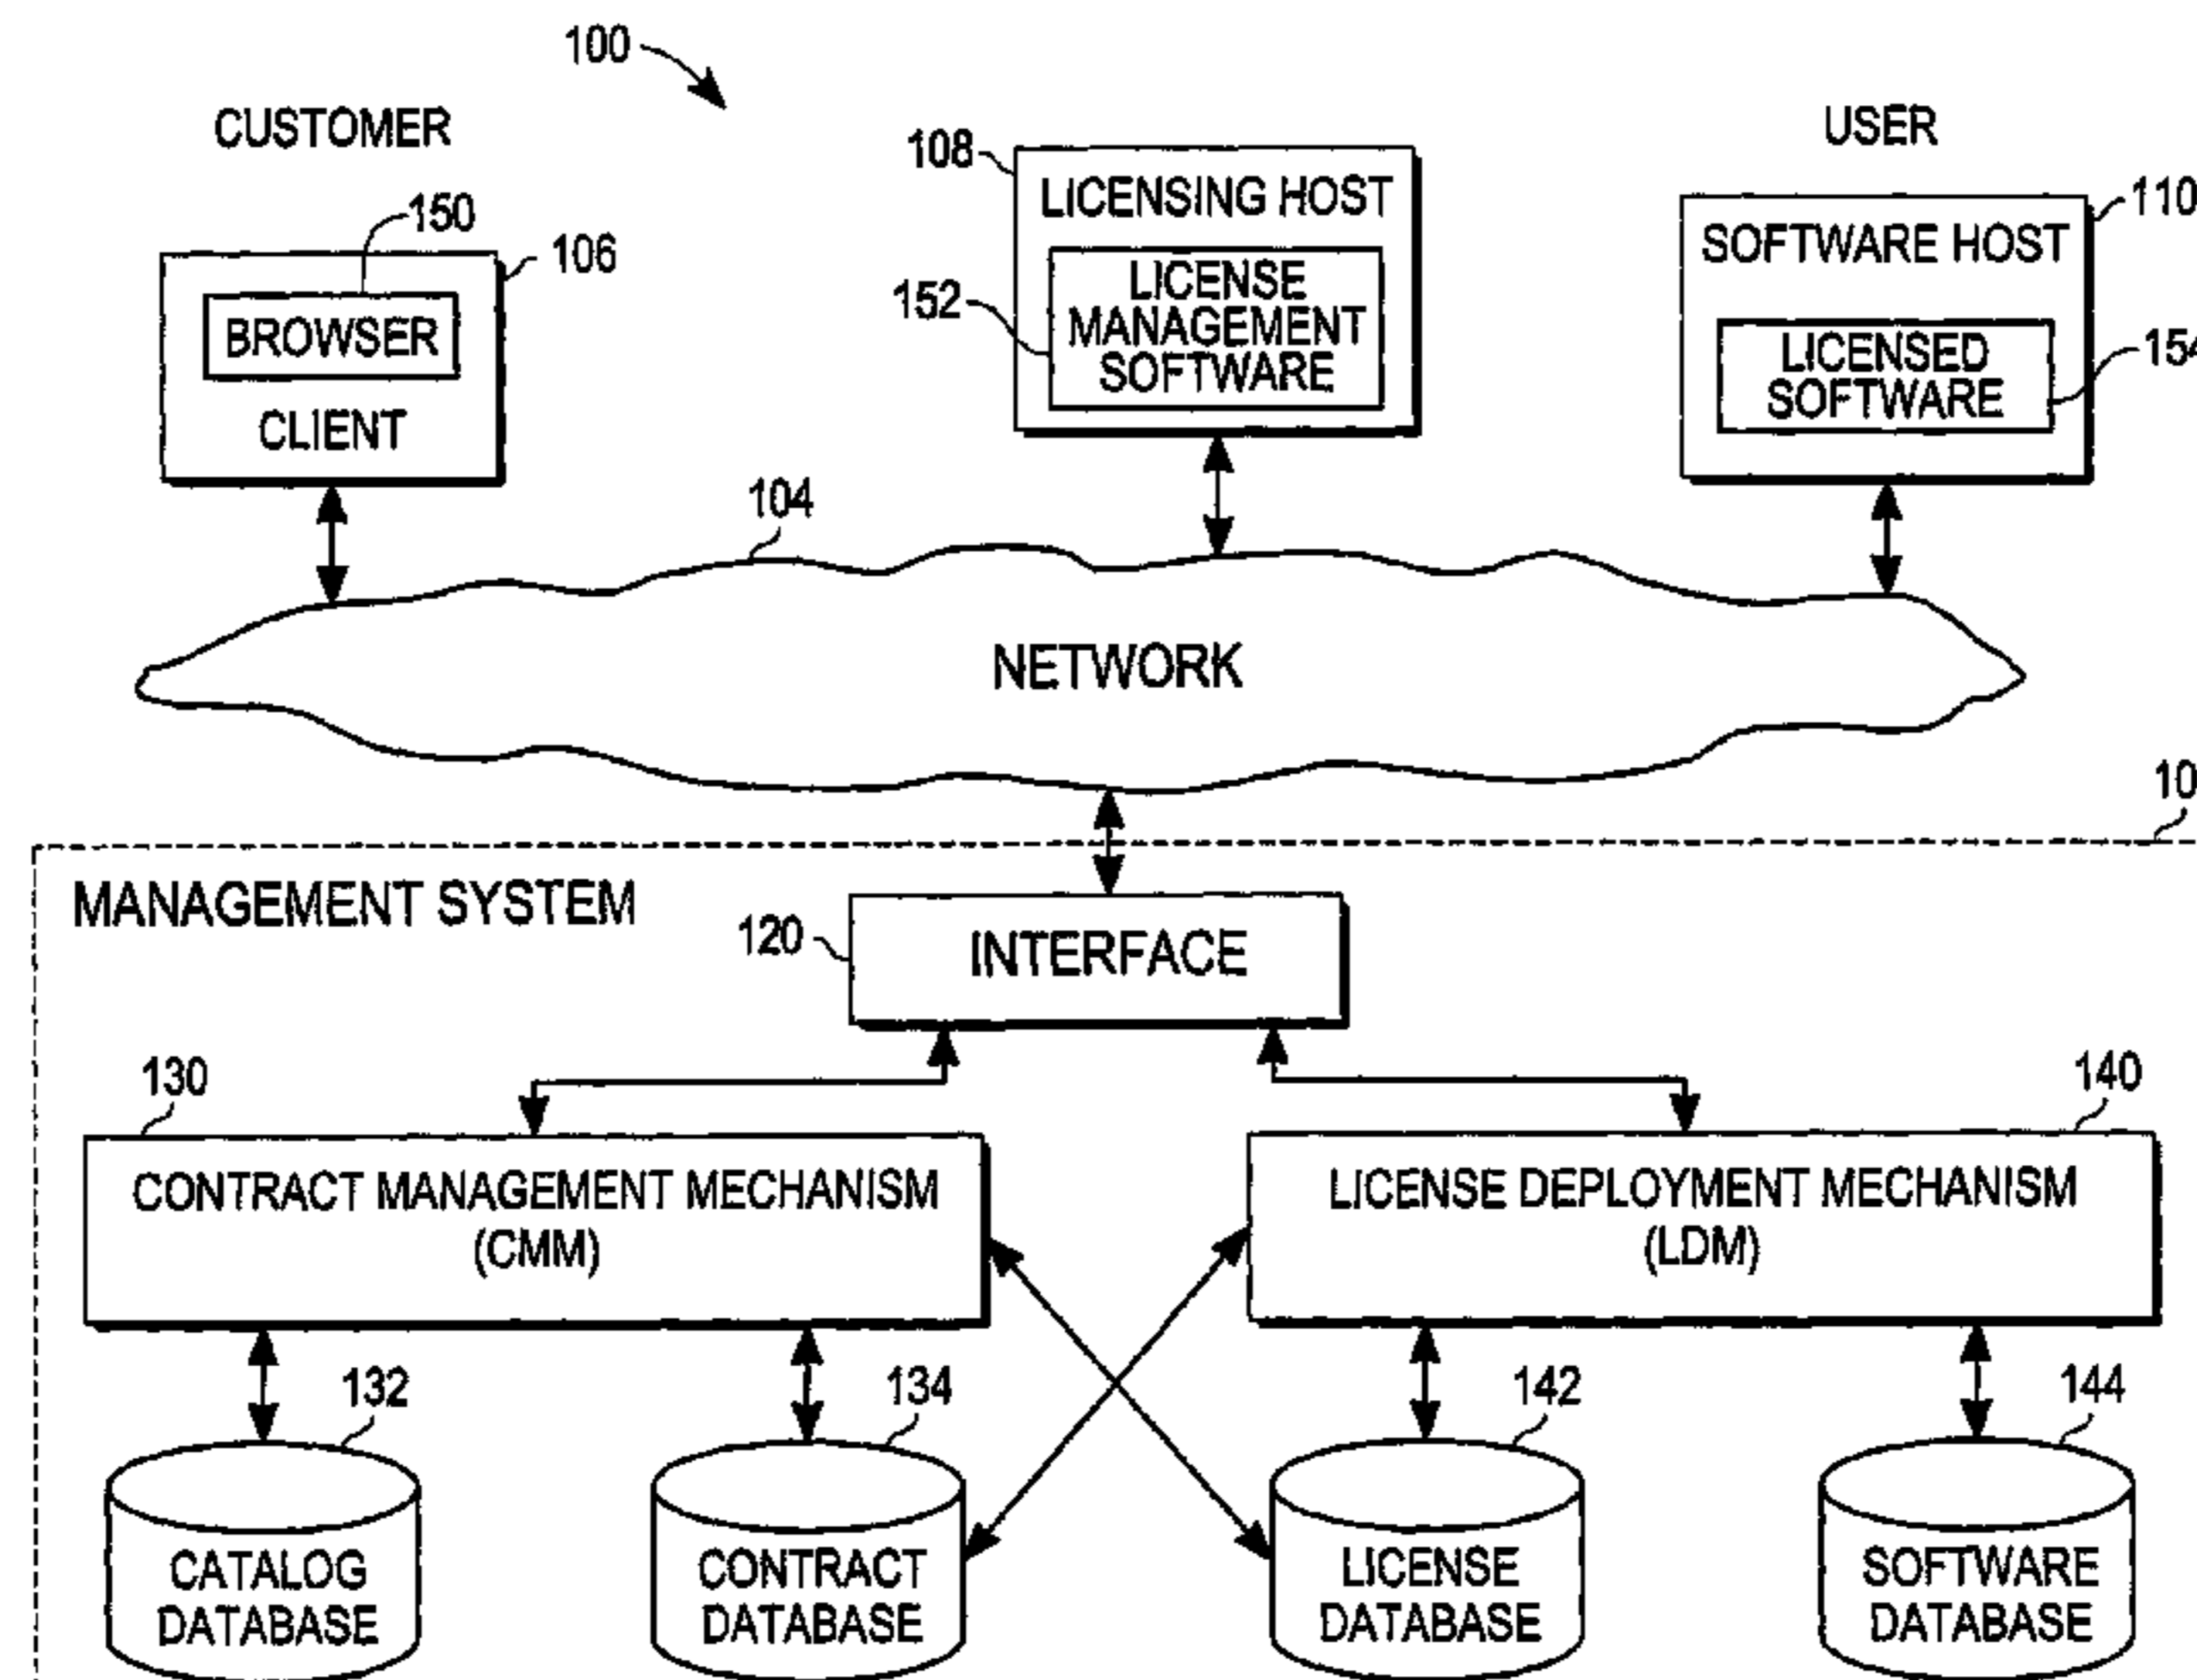 100
CUSTOMER
USER
108
LICENSING HOST
110
150
SOFTWARE HOST
106
152
LICENSE
MANAGEMENT
SOFTWARE
BROWSER
LICENSED
SOFTWARE
154
CLIENT
104
NETWORK
10
MANAGEMENT SYSTEM
120
INTERFACE
130
140
CONTRACT MANAGEMENT MECHANISM
(CMM)
LICENSE DEPLOYMENT MECHANISM
(LDM)
132
134
142
144
CATALOG
DATABASE
CONTRACT
DATABASE
LICENSE
DATABASE
SOFTWARE
DATABASE